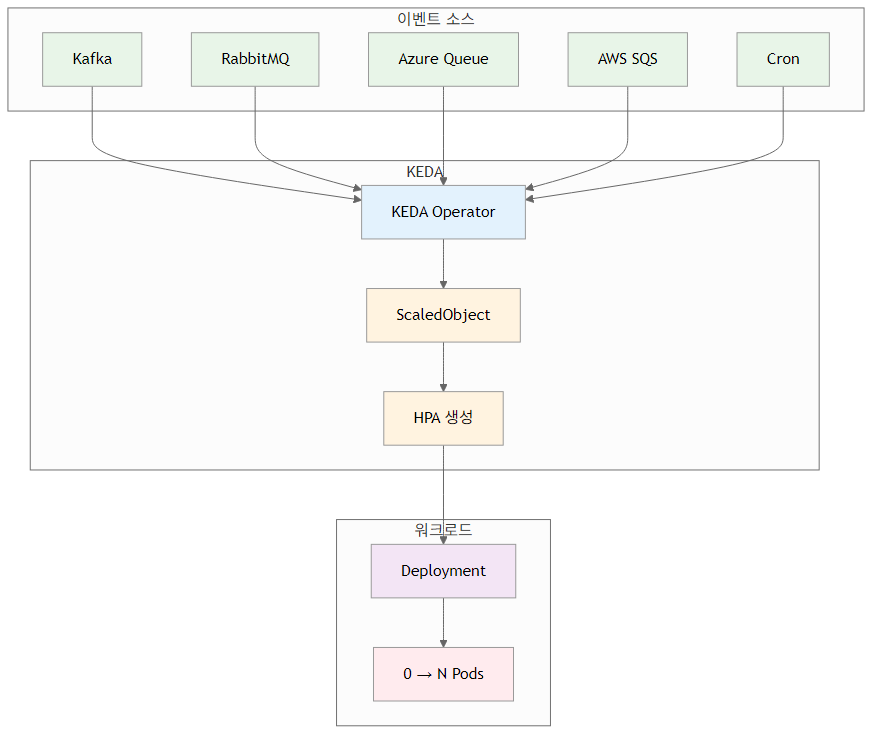 이벤트 소스
Kafka
RabbitMQ
Azure Queue
AWS SQS
Cron
KEDA
KEDA Operator
ScaledObject
HPA 생성
워크로드
Deployment
0 → N Pods